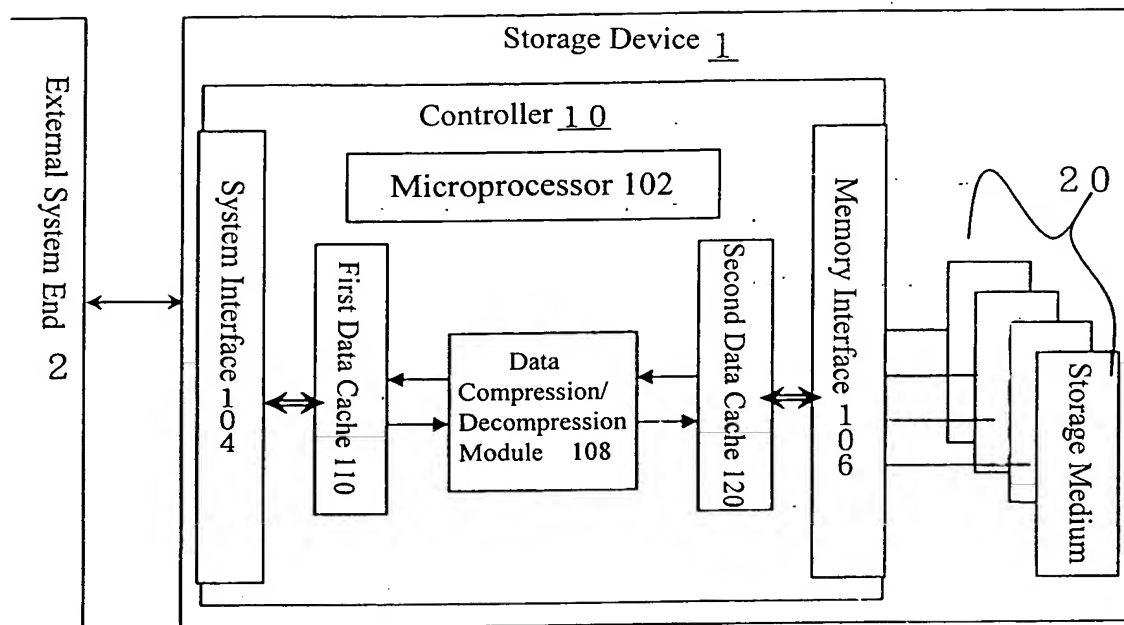 Storage Device 1
External System End 2
Controller 10
Microprocessor 102
System Interface 104
First Data Cache 110
Data
Compression/
Decompression
Module 108
Second Data Cache 120
Memory Interface 106
20
Storage Medium